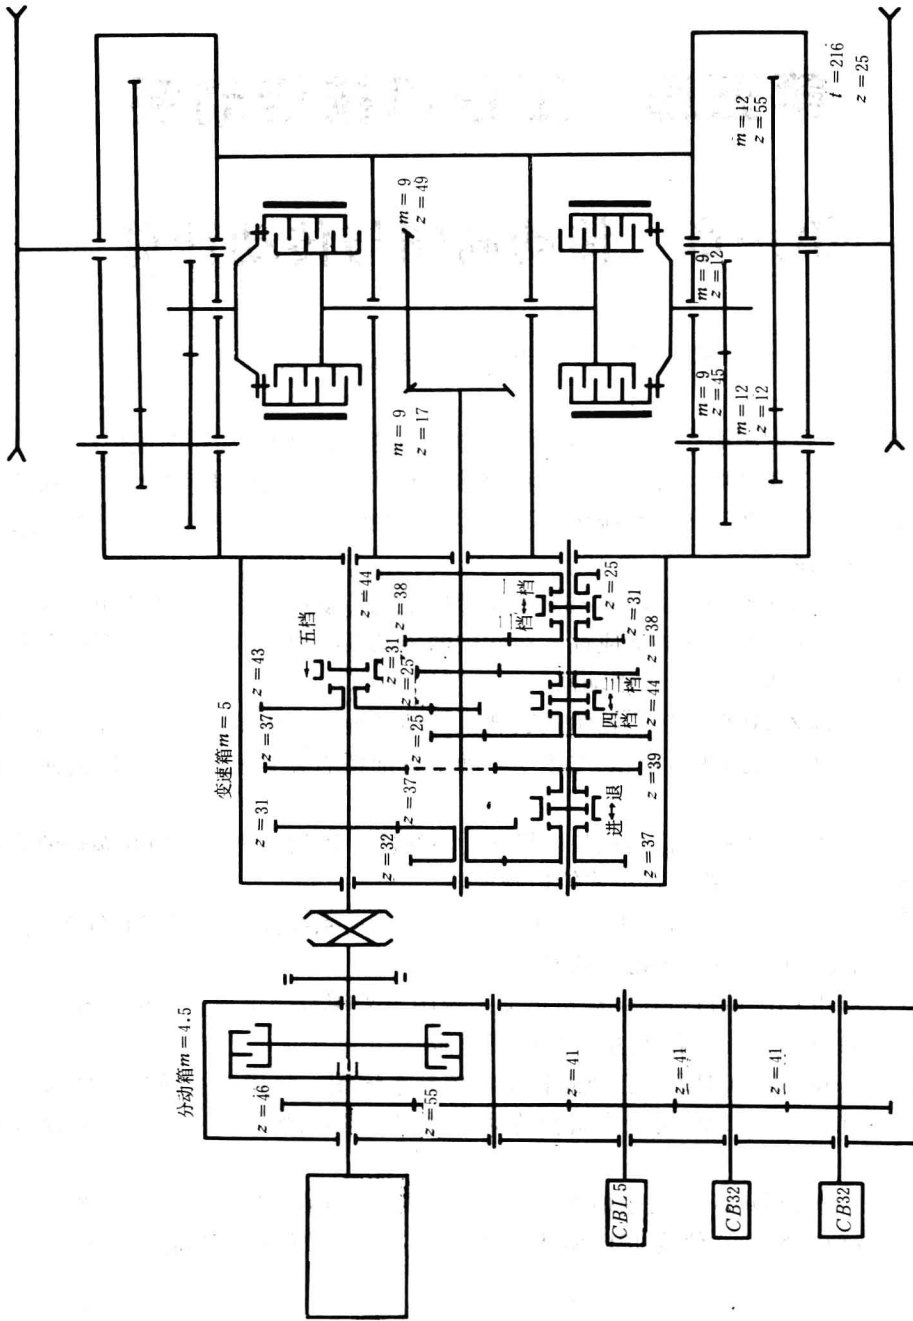 t=216
z=25
m=12
z=55
m=9
z=49
m=9
z=12
m=9
z=45
m=12
z=12
m=9
z=17
z=44
z=38
一档
二档
z=25
z=31
z=38
五档
z=31
z=25
z=43
三档
四档
z=44
z=37
z=25
变速箱m=5
z=39
z=37
退
进
z=31
z=32
z=37
分动箱m=4.5
z=46
z=55
z=41
z=41
z=41
CBL5
CB32
CB32